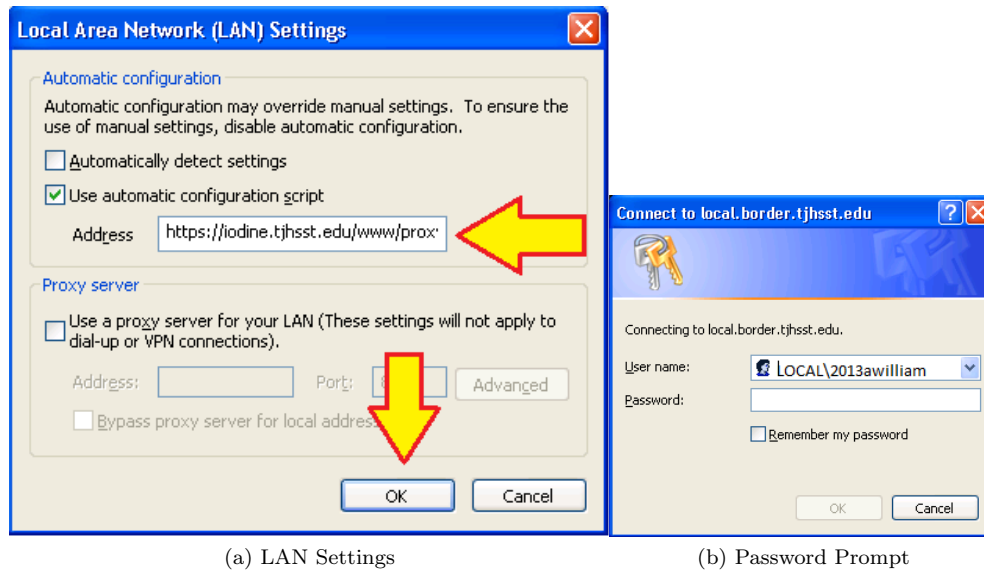 Local Area Network (LAN) Settings
Automatic configuration
Automatic configuration may override manual settings. To ensure the
use of manual settings, disable automatic configuration.
Automatically detect settings
Use automatic configuration script
Address https://iodine.tjhsst.edu/www/prox
Proxy server
Use a proxy server for your LAN (These settings will not apply to
dial-up or VPN connections).
Address: Port: 8 Advanced
Bypass proxy server for local addres
OK Cancel
(a) LAN Settings
Connect to local.border.tjhsst.edu
Connecting to local.border.tjhsst.edu.
User name: LOCAL\2013awilliam
Password:
Remember my password
OK Cancel
(b) Password Prompt